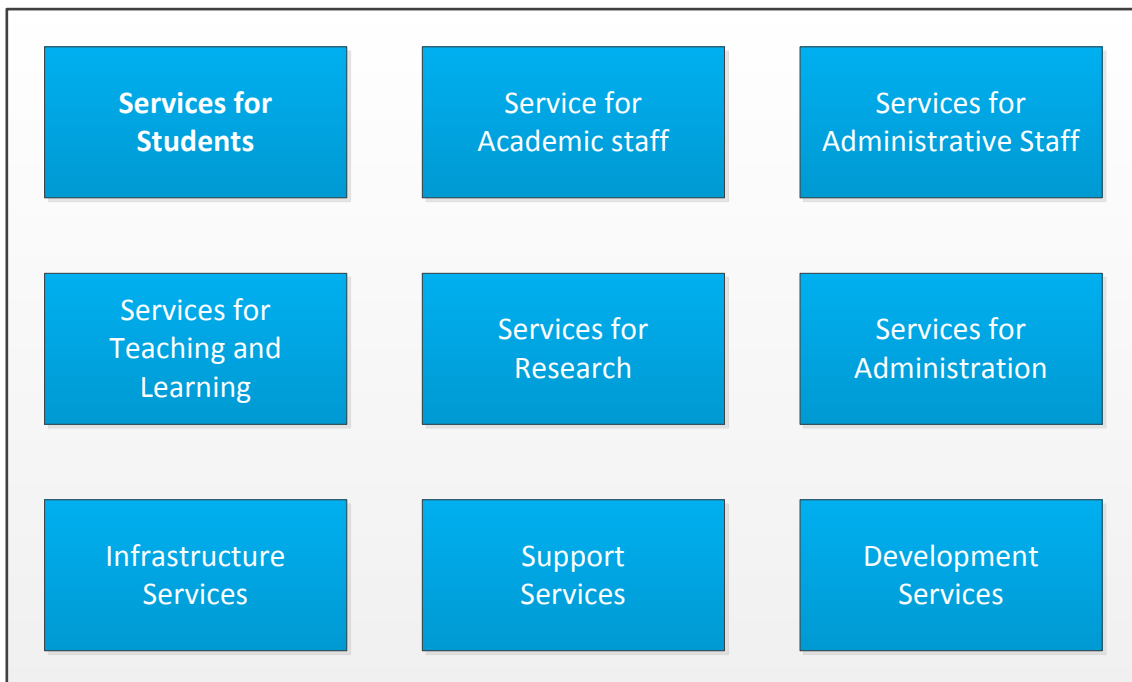 Services for
Students
Service for
Academic staff
Services for
Administrative Staff
Services for
Teaching and
Learning
Services for
Research
Services for
Administration
Infrastructure
Services
Support
Services
Development
Services